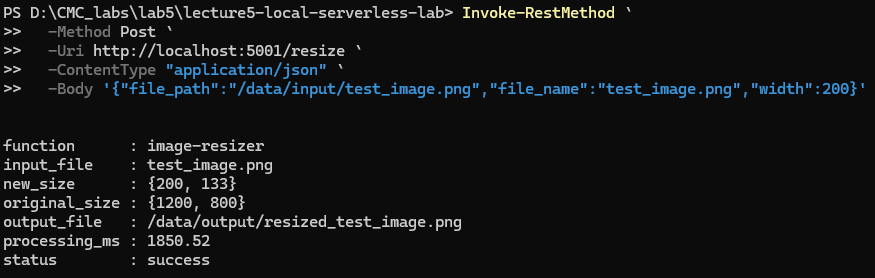 PS D:\CMC_labs\lab5\lecture5-local-serverless-lab> Invoke-RestMethod `
>>   -Method Post `
>>   -Uri http://localhost:5001/resize `
>>   -ContentType "application/json" `
>>   -Body '{"file_path":"/data/input/test_image.png","file_name":"test_image.png","width":200}'
function      : image-resizer
input_file    : test_image.png
new_size      : {200, 133}
original_size : {1200, 800}
output_file   : /data/output/resized_test_image.png
processing_ms : 1850.52
status        : success